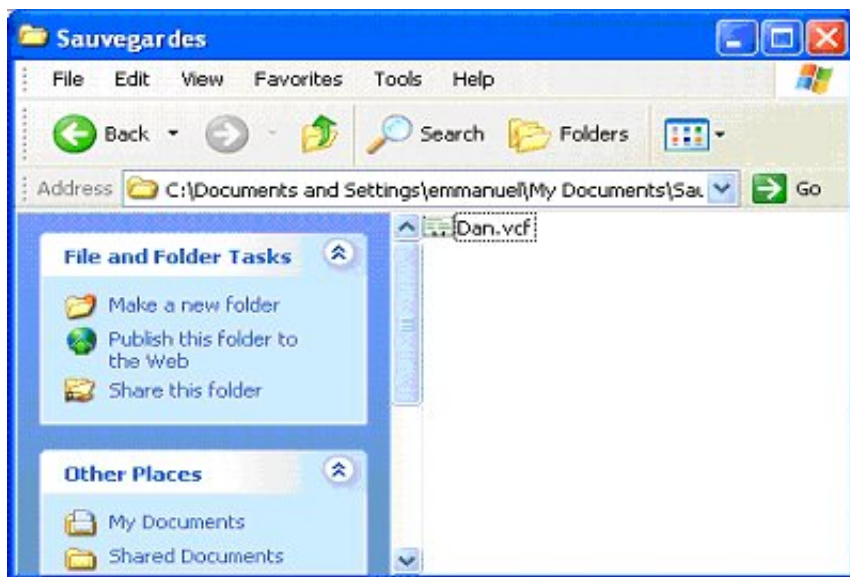 Sauvegardes
File Edit View Favorites Tools Help
Back Search Folders
Address C:\Documents and Settings\emmanuel\My Documents\Sau Go
File and Folder Tasks
Make a new folder
Publish this folder to
the Web
Share this folder
Other Places
My Documents
Shared Documents
Dan.vcf